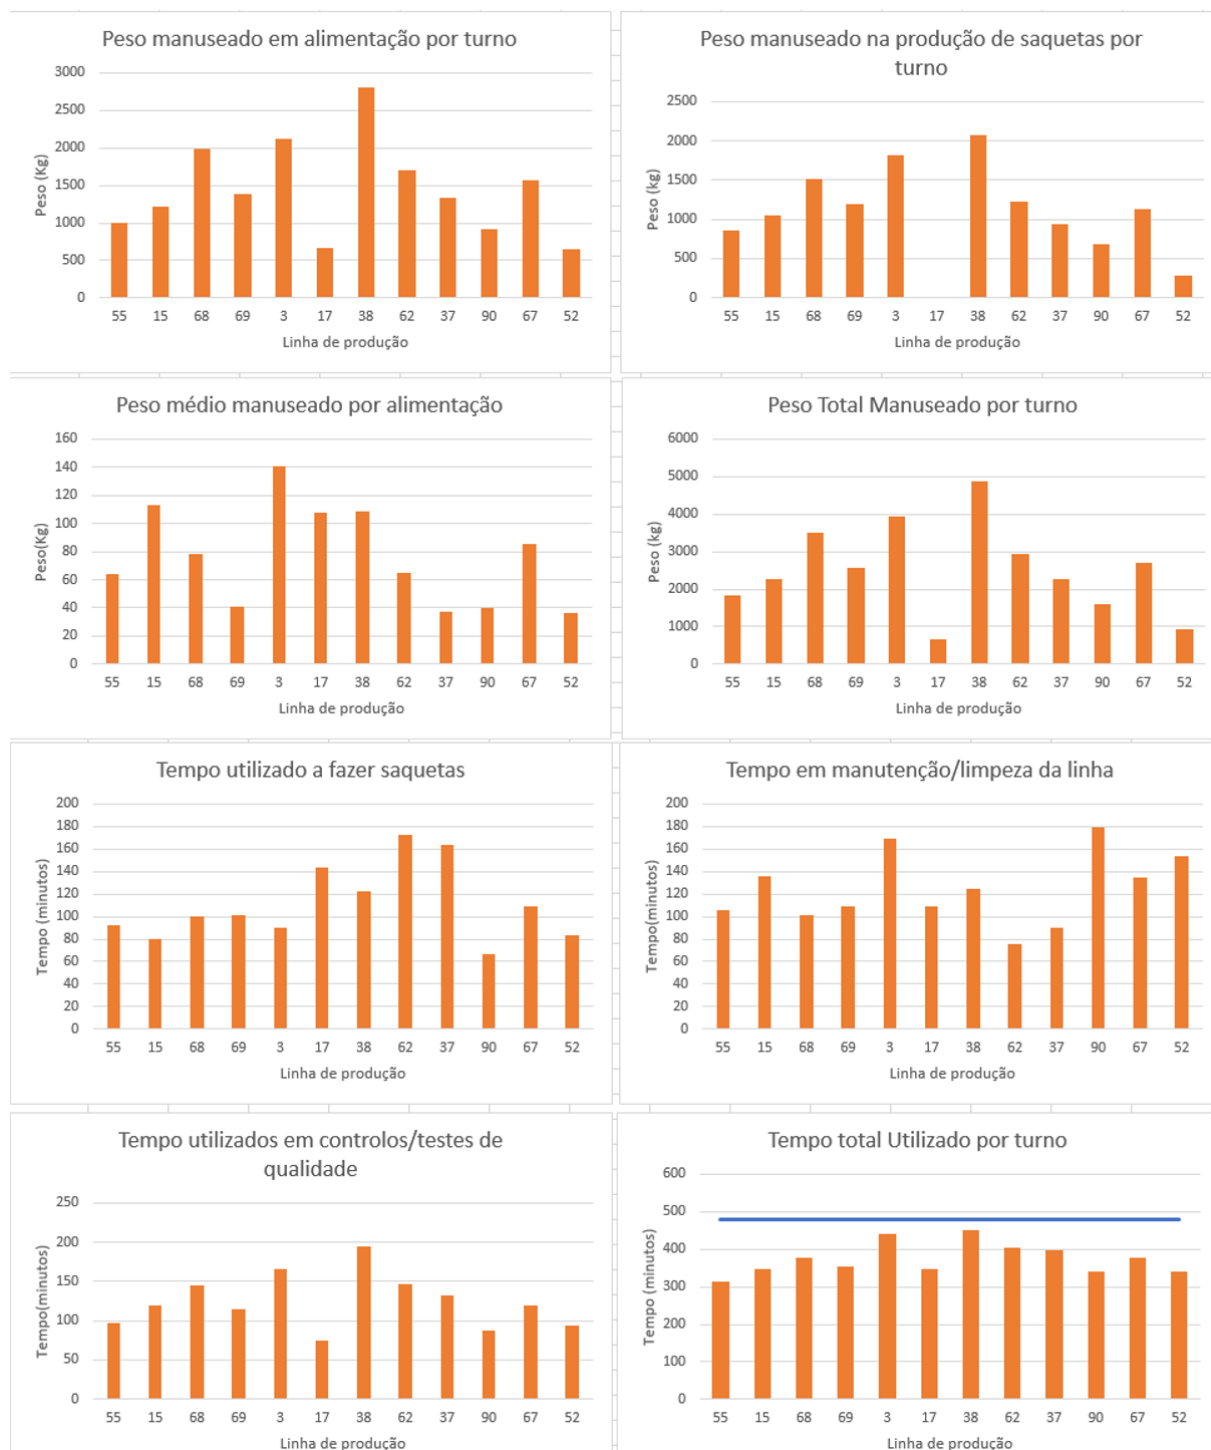 Peso manuseado em alimentação por turno
3000
2500
2000
1500
1000
500
0
Peso (Kg)
55 15 68 69 3 17 38 62 37 90 67 52
Linha de produção
Peso manuseado na produção de saquetas por
turno
2500
2000
1500
1000
500
0
Peso (kg)
55 15 68 69 3 17 38 62 37 90 67 52
Linha de produção
Peso médio manuseado por alimentação
160
140
120
100
80
60
40
20
0
Peso(Kg)
55 15 68 69 3 17 38 62 37 90 67 52
Linha de produção
Peso Total Manuseado por turno
6000
5000
4000
3000
2000
1000
0
Peso (kg)
55 15 68 69 3 17 38 62 37 90 67 52
Linha de produção
Tempo utilizado a fazer saquetas
200
180
160
140
120
100
80
60
40
20
0
Tempo (minutos)
55 15 68 69 3 17 38 62 37 90 67 52
Linha de produção
Tempo em manutenção/limpeza da linha
200
180
160
140
120
100
80
60
40
20
0
Tempo(minutos)
55 15 68 69 3 17 38 62 37 90 67 52
Linha de produção
Tempo utilizados em controlos/testes de
qualidade
250
200
150
100
50
0
Tempo(minutos)
55 15 68 69 3 17 38 62 37 90 67 52
Linha de produção
Tempo total Utilizado por turno
600
500
400
300
200
100
0
Tempo (minutos)
55 15 68 69 3 17 38 62 37 90 67 52
Linha de produção